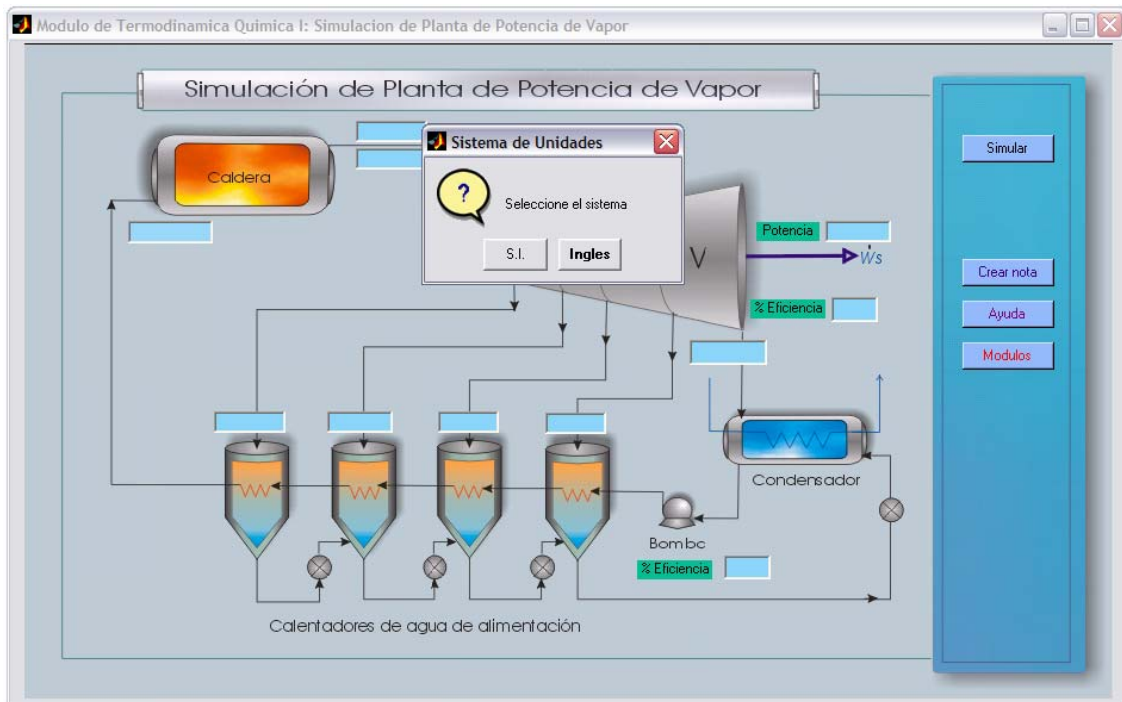 Modulo de Termodinamica Quimica I: Simulacion de Planta de Potencia de Vapor
Simulación de Planta de Potencia de Vapor
Sistema de Unidades
?
Seleccione el sistema
S.I.
Ingles
Caldera
V
Potencia
Ẇs
% Eficiencia
Condensador
Bomba
% Eficiencia
Calentadores de agua de alimentación
Simular
Crear nota
Ayuda
Modulos